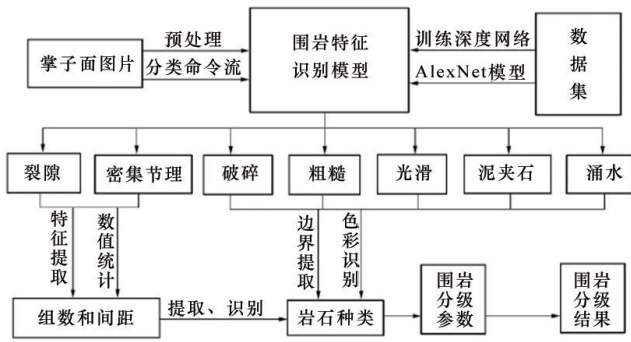 掌子面图片
预处理
分类命令流
围岩特征
识别模型
训练深度网络
AlexNet模型
数据集
裂隙
密集节理
破碎
粗糙
光滑
泥夹石
涌水
特征提取
数值统计
边界提取
色彩识别
组数和间距
提取、识别
岩石种类
围岩
分级
参数
围岩
分级
结果